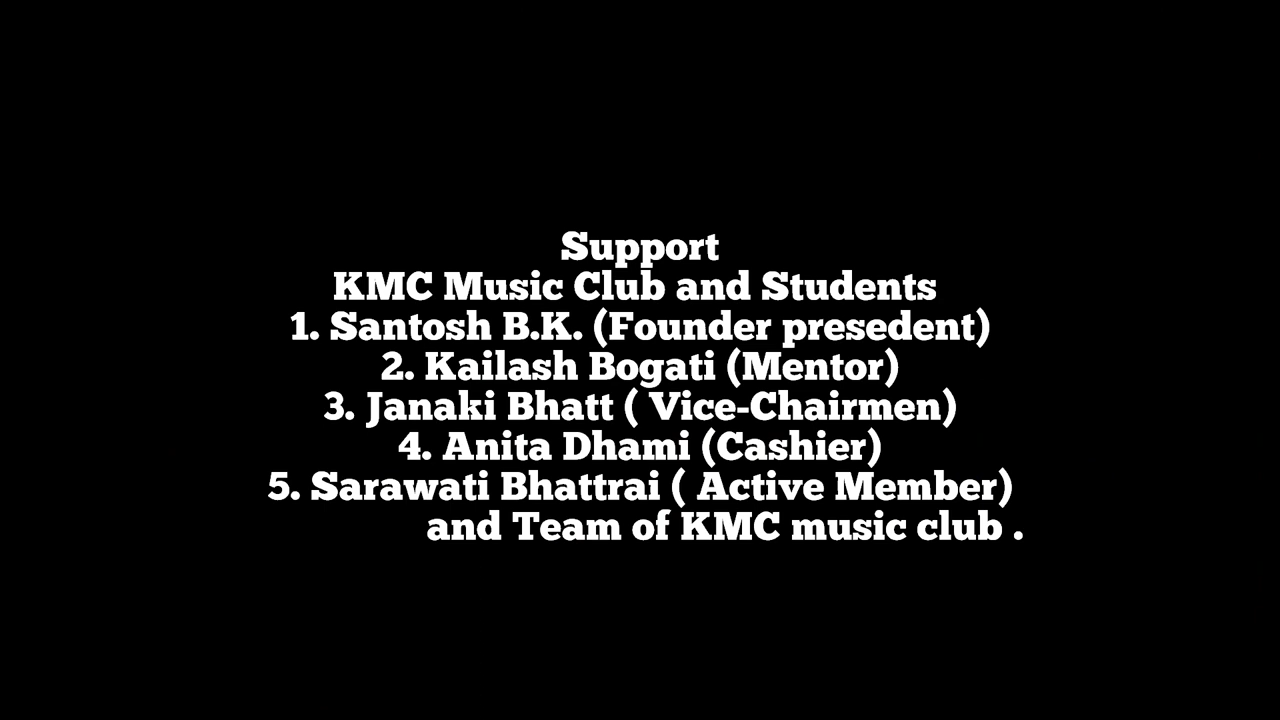 Support
KMC Music Club and Students
1. Santosh B.K. (Founder presedent)
2. Kailash Bogati (Mentor)
3. Janaki Bhatt ( Vice-Chairmen)
4. Anita Dhami (Cashier)
5. Sarawati Bhattrai ( Active Member)
and Team of KMC music club .